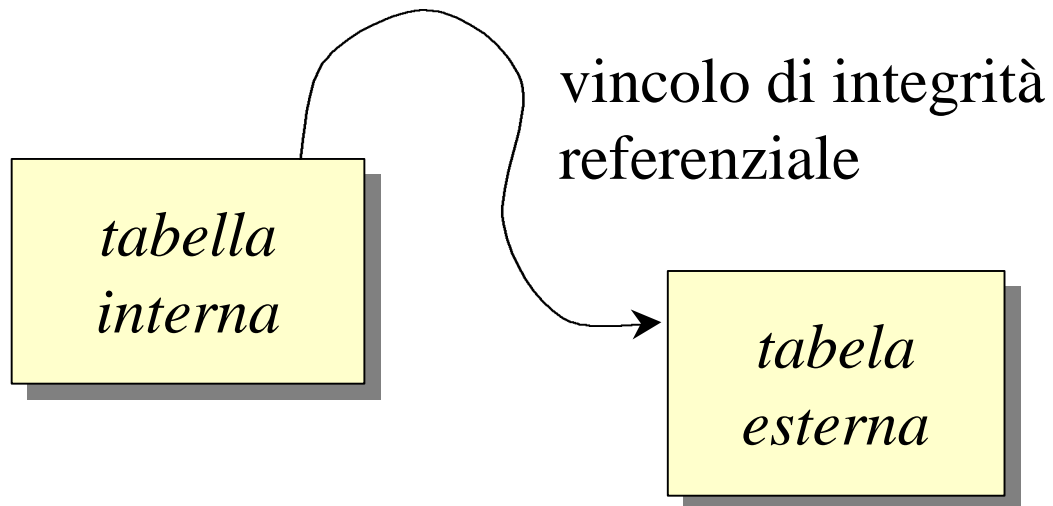 vincolo di integrità
referenziale
tabella
interna
tabela
esterna